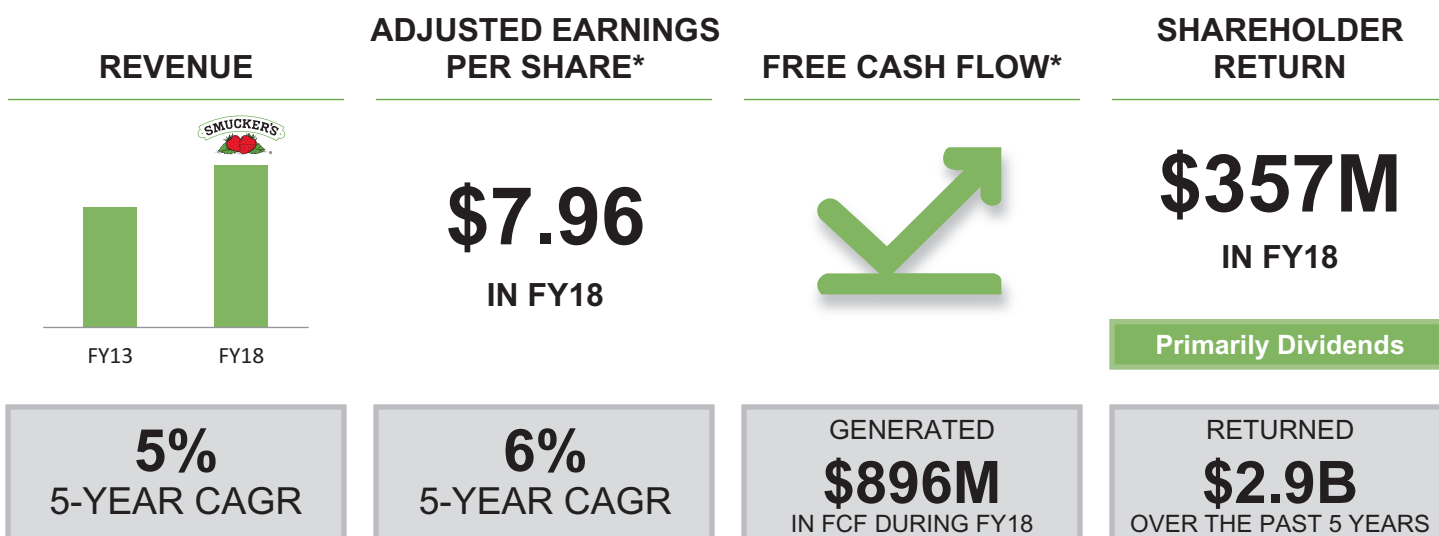 REVENUE
SMUCKER'S
FY13
FY18
5%
5-YEAR CAGR
ADJUSTED EARNINGS
PER SHARE*
$7.96
IN FY18
6%
5-YEAR CAGR
FREE CASH FLOW*
GENERATED
$896M
IN FCF DURING FY18
SHAREHOLDER
RETURN
$357M
IN FY18
Primarily Dividends
RETURNED
$2.9B
OVER THE PAST 5 YEARS